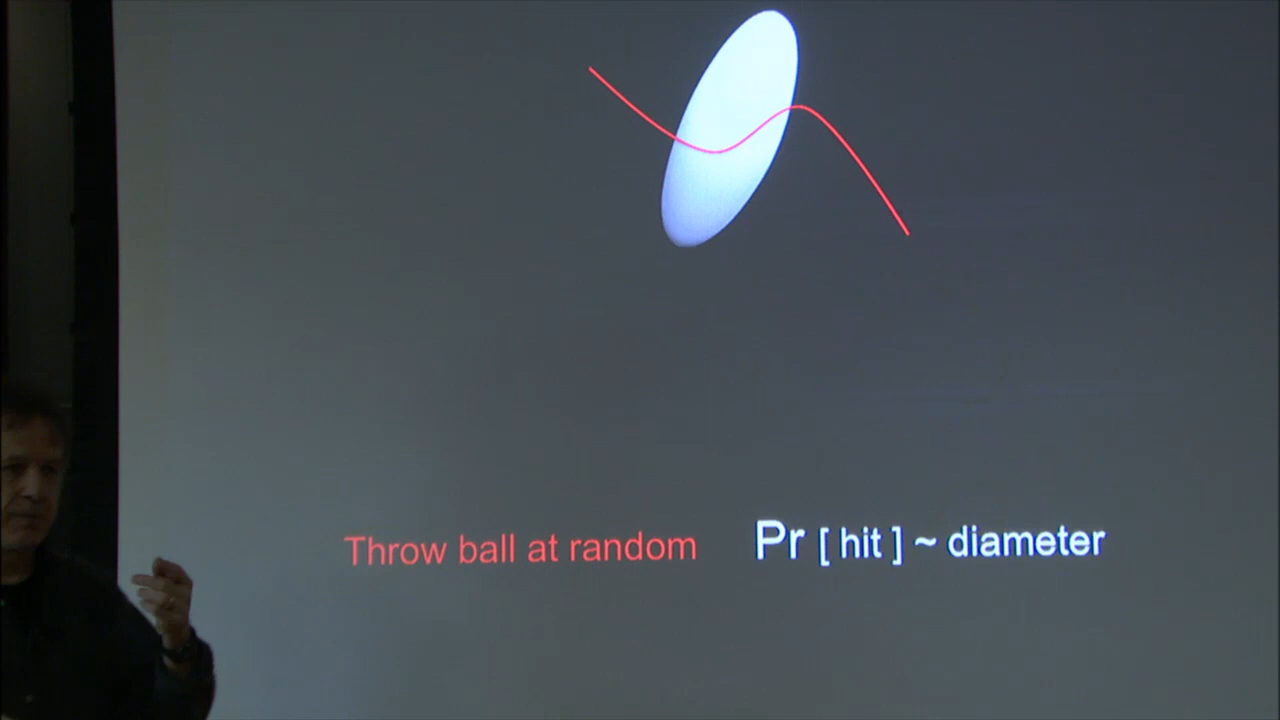 Throw ball at random Pr [ hit ] ~ diameter